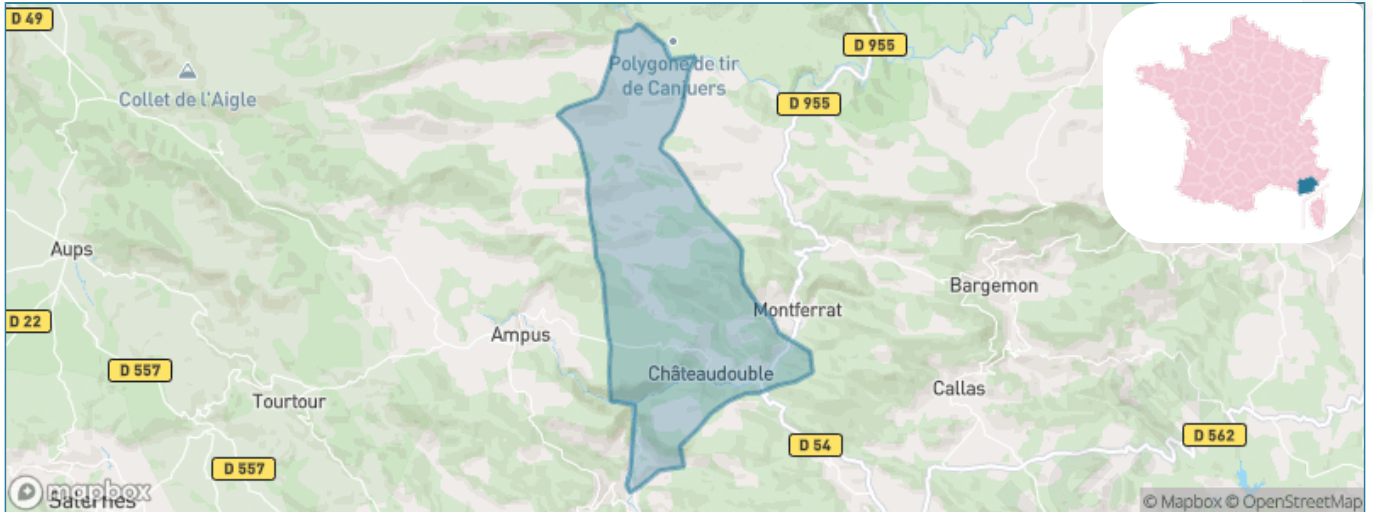 D 49
D 955
Polygone de tir
de Canjuers
Collet de l'Aigle
D 955
Aups
Bargemon
Montferrat
D 22
Ampus
D 557
Châteaudouble
Callas
Tourtour
D 562
D 54
D 557
mapbox
Salernes
© Mapbox © OpenStreetMap